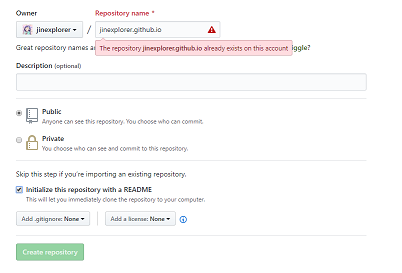 Owner
Repository name *
jinexplorer
/
jinexplorer.github.io
Great repository names a
iggle?
The repository jinexplorer.github.io already exists on this account
Description (optional)
Public
Anyone can see this repository. You choose who can commit.
Private
You choose who can see and commit to this repository.
Skip this step if you're importing an existing repository.
Initialize this repository with a README
This will let you immediately clone the repository to your computer.
Add .gitignore: None
Add a license: None
Create repository